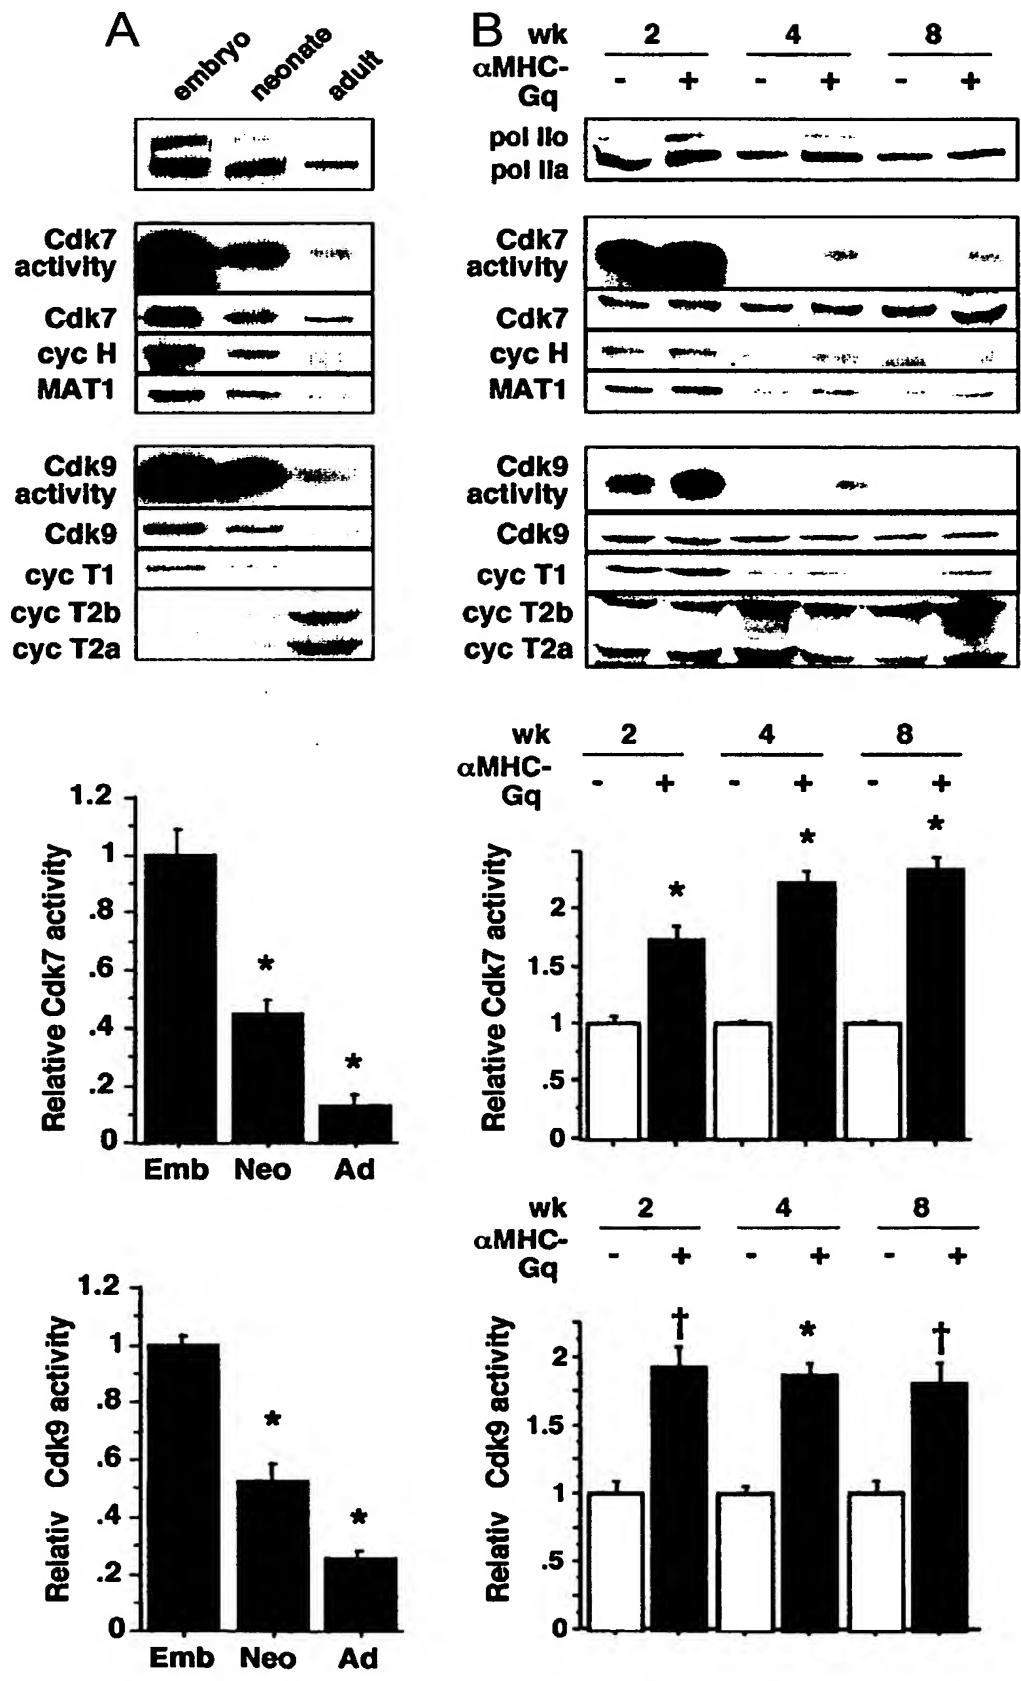 A
embryo neonate adult
Cdk7
activity
Cdk7
cyc H
MAT1
Cdk9
activity
Cdk9
cyc T1
cyc T2b
cyc T2a
B wk 2 4 8
αMHC-
Gq - + - + - +
pol IIo
pol IIa
Cdk7
activity
Cdk7
cyc H
MAT1
Cdk9
activity
Cdk9
cyc T1
cyc T2b
cyc T2a
Relative Cdk7 activity
1.2
1
.8
.6
.4
.2
0
*
*
Emb Neo Ad
wk 2 4 8
αMHC-
Gq - + - + - +
Relative Cdk7 activity
2
1.5
1
.5
0
* * *
Relativ Cdk9 activity
1.2
1
.8
.6
.4
.2
0
*
*
Emb Neo Ad
wk 2 4 8
αMHC-
Gq - + - + - +
Relativ Cdk9 activity
2
1.5
1
.5
0
† * †